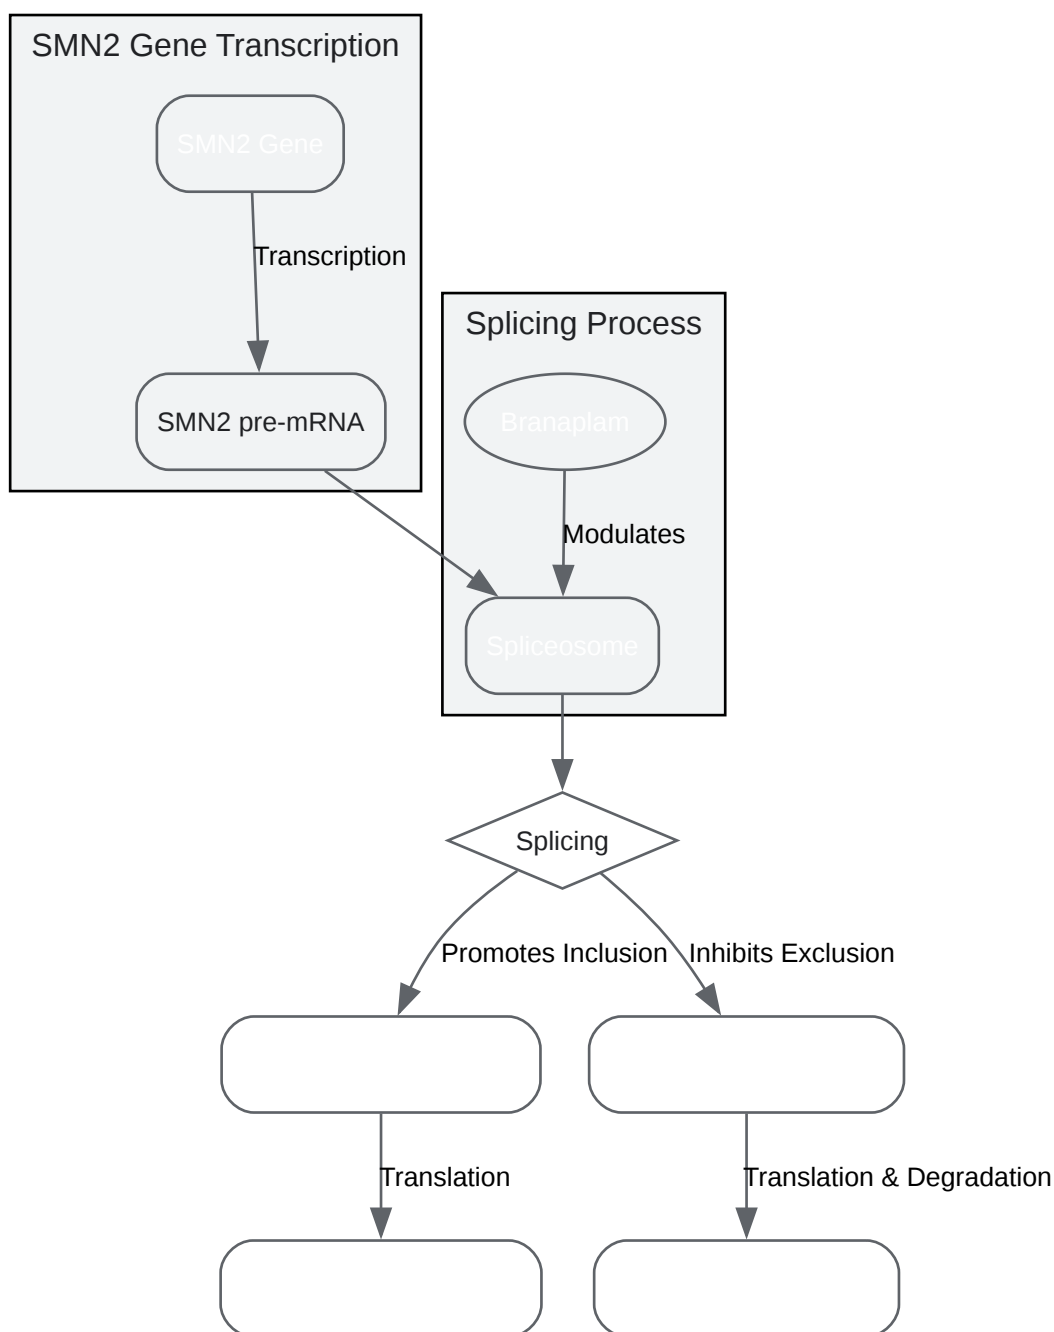 SMN2 Gene Transcription
SMN2 Gene
Transcription
SMN2 pre-mRNA
Splicing Process
Branaplam
Modulates
Spliceosome
Splicing
Promotes Inclusion
Inhibits Exclusion
Translation
Translation & Degradation